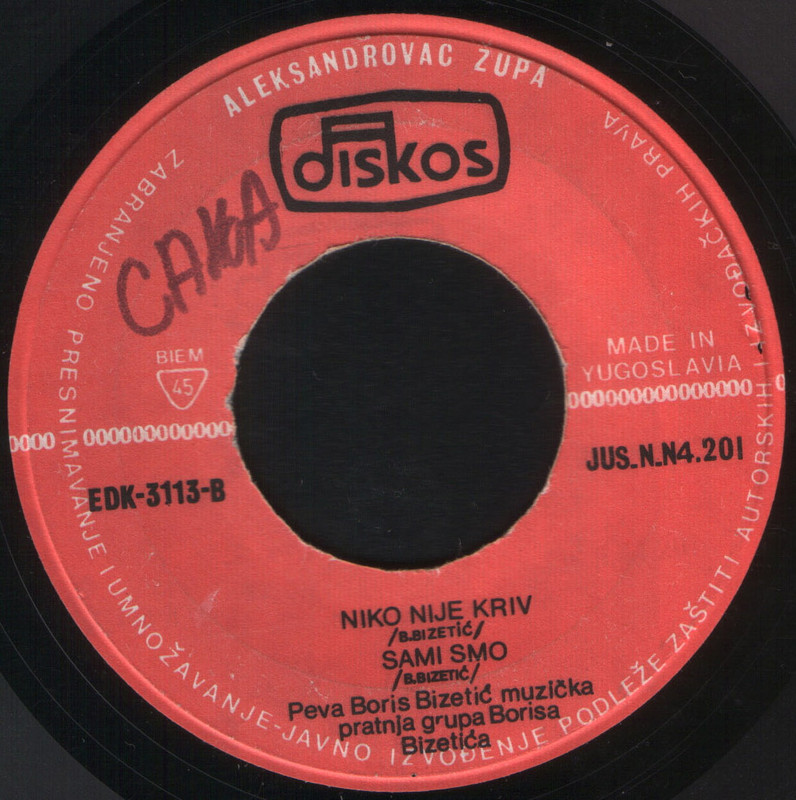 ALEKSANDROVAC ŽUPA
diskos
CAKA
BIEM
45
MADE IN
YUGOSLAVIA
EDK-3113-B
JUS.N.N4.201
NIKO NIJE KRIV
/B.BIZETIĆ/
SAMI SMO
/B.BIZETIĆ/
Peva Boris Bizetić muzička
pratnja grupa Borisa
Bizetića
ZABRANJENO PRESNIMAVANJE I UMNOŽAVANJE-JAVNO IZVOĐENJE PODLEŽE ZAŠTITI AUTORSKIH I IZVOĐAČKIH PRAVA